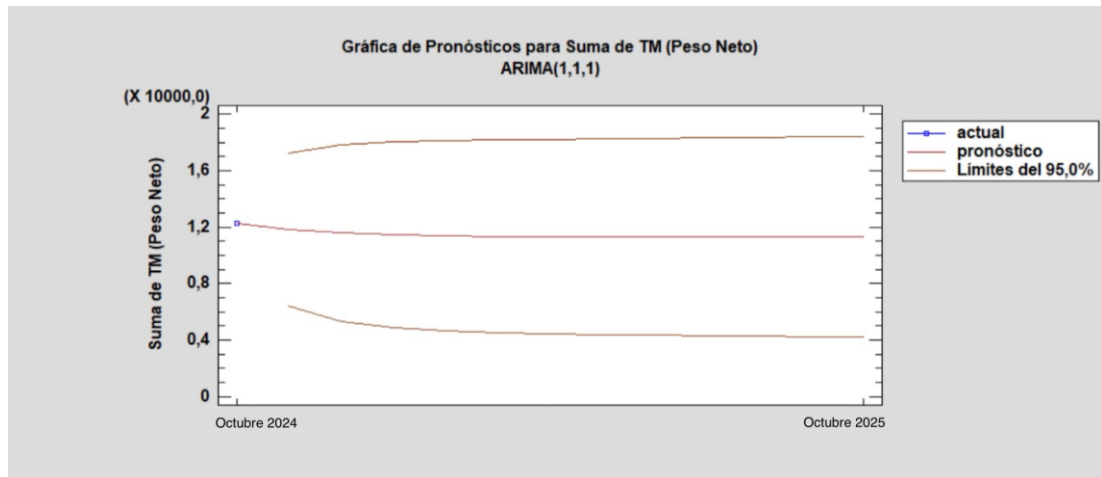 Gráfica de Pronósticos para Suma de TM (Peso Neto)
ARIMA(1,1,1)
(X 10000,0)
2
1,6
1,2
0,8
0,4
0
Suma de TM (Peso Neto)
Octubre 2024
Octubre 2025
actual
pronóstico
Limites del 95,0%